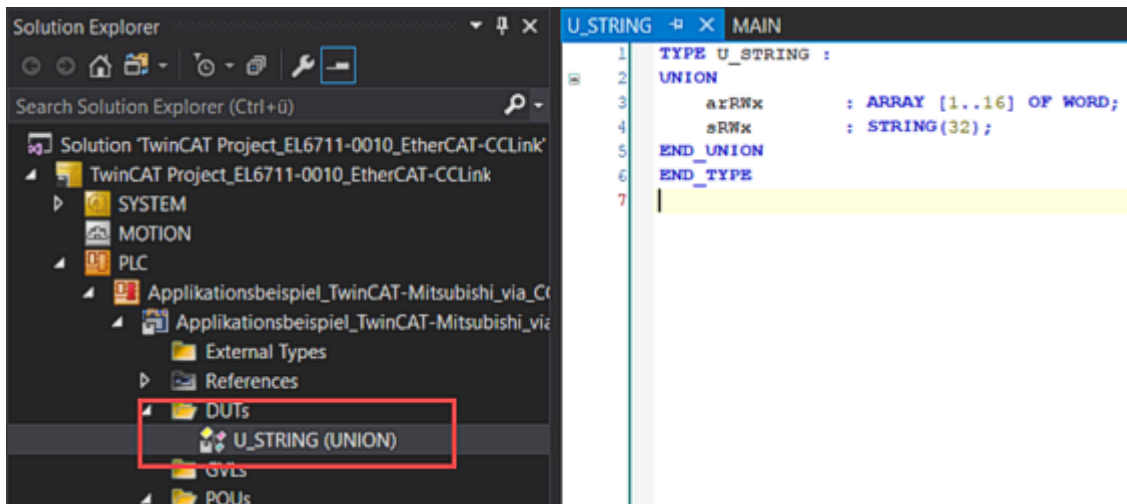 Solution Explorer
Search Solution Explorer (Ctrl+ü)
Solution 'TwinCAT Project_EL6711-0010_EtherCAT-CCLink'
TwinCAT Project_EL6711-0010_EtherCAT-CCLink
SYSTEM
MOTION
PLC
Applikationsbeispiel_TwinCAT-Mitsubishi_via_C
Applikationsbeispiel_TwinCAT-Mitsubishi_via
External Types
References
DUTs
U_STRING (UNION)
GVLs
POUs
U_STRING MAIN
1 TYPE U_STRING :
2 UNION
3 arRWx : ARRAY [1..16] OF WORD;
4 sRWx : STRING(32);
5 END_UNION
6 END_TYPE
7